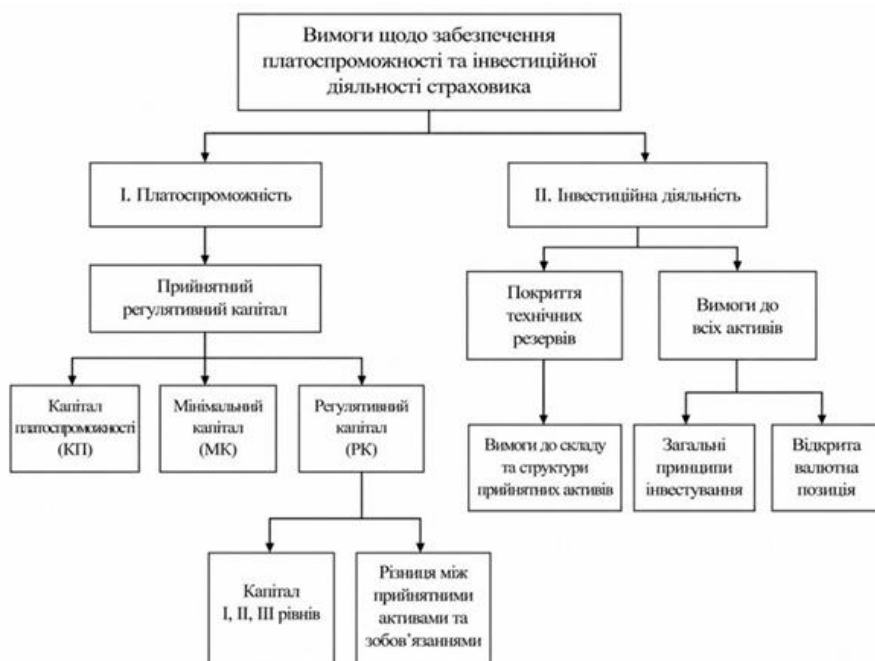 Вимоги щодо забезпечення
платоспроможності та інвестиційної
діяльності страховика
І. Платоспроможність
ІІ. Інвестиційна діяльність
Прийнятний
регулятивний капітал
Покриття
технічних
резервів
Вимоги до
всіх активів
Капітал
платоспроможності
(КП)
Мінімальний
капітал
(МК)
Регулятивний
капітал
(РК)
Вимоги до складу
та структури
прийнятних активів
Загальні
принципи
інвестування
Відкрита
валютна
позиція
Капітал
І, ІІ, ІІІ рівнів
Різниця між
прийнятними
активами та
зобов’язаннями